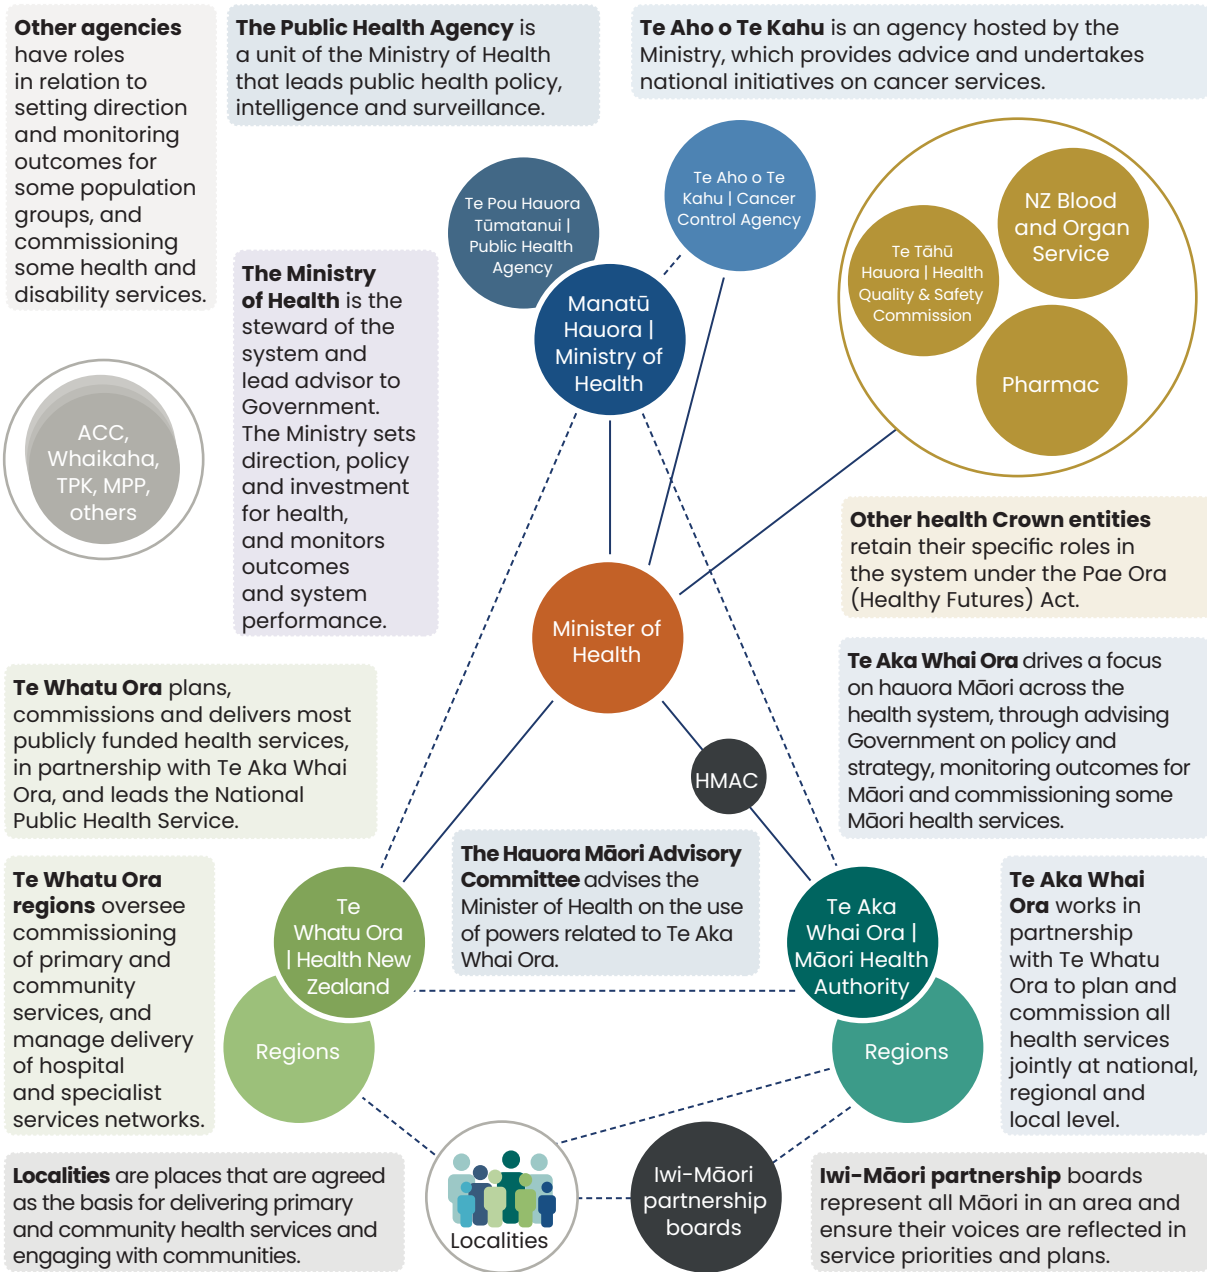 Other agencies
have roles
in relation to
setting direction
and monitoring
outcomes for
some population
groups, and
commissioning
some health and
disability services.
The Public Health Agency is
a unit of the Ministry of Health
that leads public health policy,
intelligence and surveillance.
Te Aho o Te Kahu is an agency hosted by the
Ministry, which provides advice and undertakes
national initiatives on cancer services.
Te Pou Hauora
Tūmatanui |
Public Health
Agency
Te Aho o Te
Kahu | Cancer
Control Agency
NZ Blood
and Organ
Service
Te Tāhū
Hauora | Health
Quality & Safety
Commission
Pharmac
Manatū
Hauora |
Ministry of
Health
The Ministry
of Health is the
steward of the
system and
lead advisor to
Government.
The Ministry sets
direction, policy
and investment
for health,
and monitors
outcomes
and system
performance.
ACC,
Whaikaha,
TPK, MPP,
others
Other health Crown entities
retain their specific roles in
the system under the Pae Ora
(Healthy Futures) Act.
Minister of
Health
Te Whatu Ora plans,
commissions and delivers most
publicly funded health services,
in partnership with Te Aka Whai
Ora, and leads the National
Public Health Service.
HMAC
Te Aka Whai Ora drives a focus
on hauora Māori across the
health system, through advising
Government on policy and
strategy, monitoring outcomes for
Māori and commissioning some
Māori health services.
Te Whatu Ora
regions oversee
commissioning
of primary and
community
services, and
manage delivery
of hospital
and specialist
services networks.
Te
Whatu Ora
| Health New
Zealand
Regions
The Hauora Māori Advisory
Committee advises the
Minister of Health on the use
of powers related to Te Aka
Whai Ora.
Te Aka
Whai Ora |
Māori Health
Authority
Regions
Te Aka Whai
Ora works in
partnership
with Te Whatu
Ora to plan and
commission all
health services
jointly at national,
regional and
local level.
Localities are places that are agreed
as the basis for delivering primary
and community health services and
engaging with communities.
Localities
Iwi-Māori
partnership
boards
Iwi-Māori partnership boards
represent all Māori in an area and
ensure their voices are reflected in
service priorities and plans.